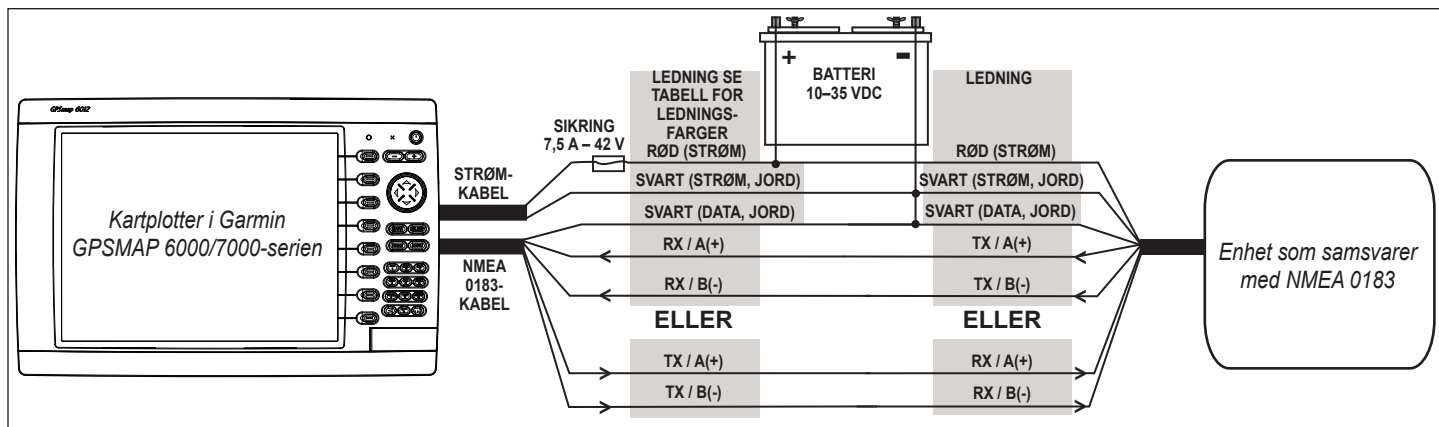 GPSmap 6012
Kartplotter i Garmin
GPSMAP 6000/7000-serien
STRØM-
KABEL
NMEA
0183-
KABEL
SIKRING
7,5 A – 42 V
LEDNING SE
TABELL FOR
LEDNINGS-
FARGER
RØD (STRØM)
SVART (STRØM, JORD)
SVART (DATA, JORD)
RX / A(+)
RX / B(-)
ELLER
TX / A(+)
TX / B(-)
+ -
BATTERI
10–35 VDC
LEDNING
RØD (STRØM)
SVART (STRØM, JORD)
SVART (DATA, JORD)
TX / A(+)
TX / B(-)
ELLER
RX / A(+)
RX / B(-)
Enhet som samsvarer
med NMEA 0183